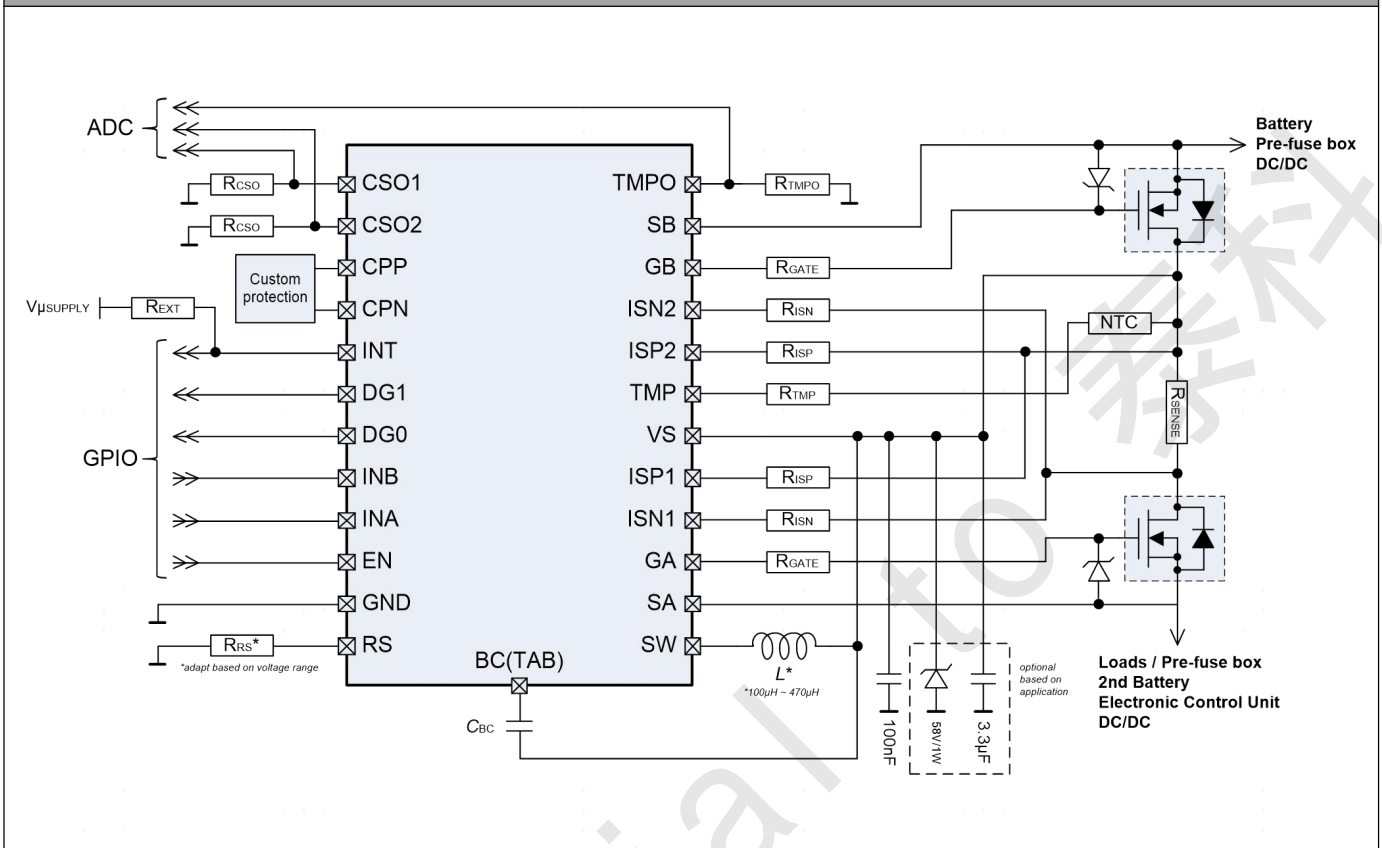 ADC
RCSO
RCSO
Custom
protection
VμSUPPLY
REXT
GPIO
RRS*
*adapt based on voltage range
CSO1
CSO2
CPP
CPN
INT
DG1
DG0
INB
INA
EN
GND
RS
BC(TAB)
CBC
TMPO
SB
GB
ISN2
ISP2
TMP
VS
ISP1
ISN1
GA
SA
SW
RTMPO
RGATE
RISN
RISP
RTMP
RISP
RISN
RGATE
L*
*100μH ~ 470μH
NTC
RSENSE
100nF
58V/1W
3.3μF
optional
based on
application
Battery
Pre-fuse box
DC/DC
Loads / Pre-fuse box
2nd Battery
Electronic Control Unit
DC/DC
ial to 泰科